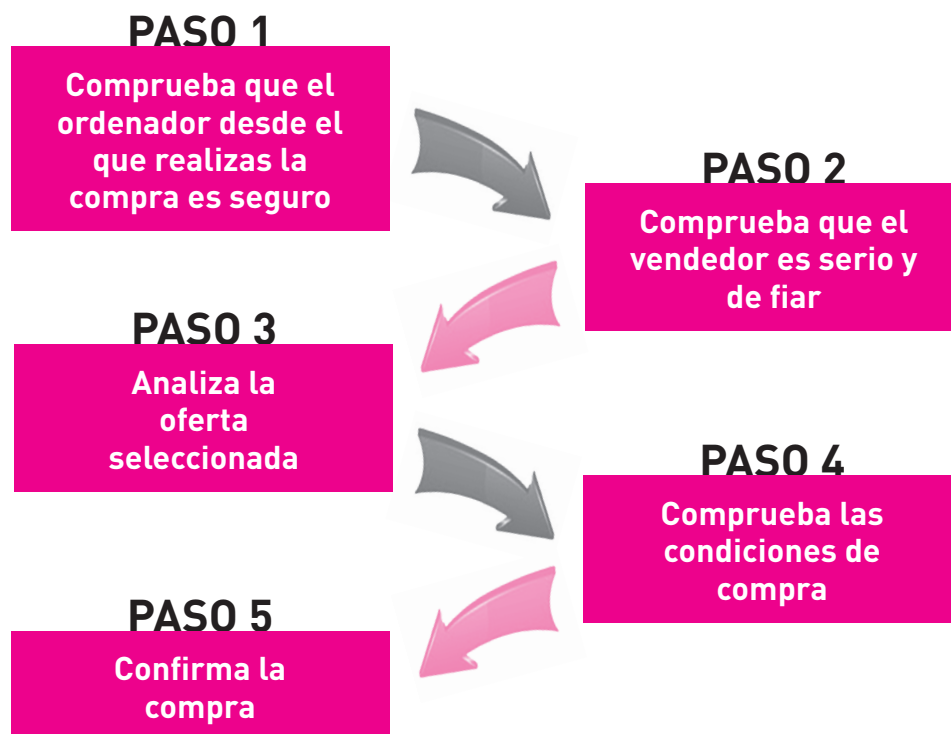 PASO 1
Comprueba que el
ordenador desde el
que realizas la
compra es seguro
PASO 2
Comprueba que el
vendedor es serio y
de fiar
PASO 3
Analiza la
oferta
seleccionada
PASO 4
Comprueba las
condiciones de
compra
PASO 5
Confirma la
compra